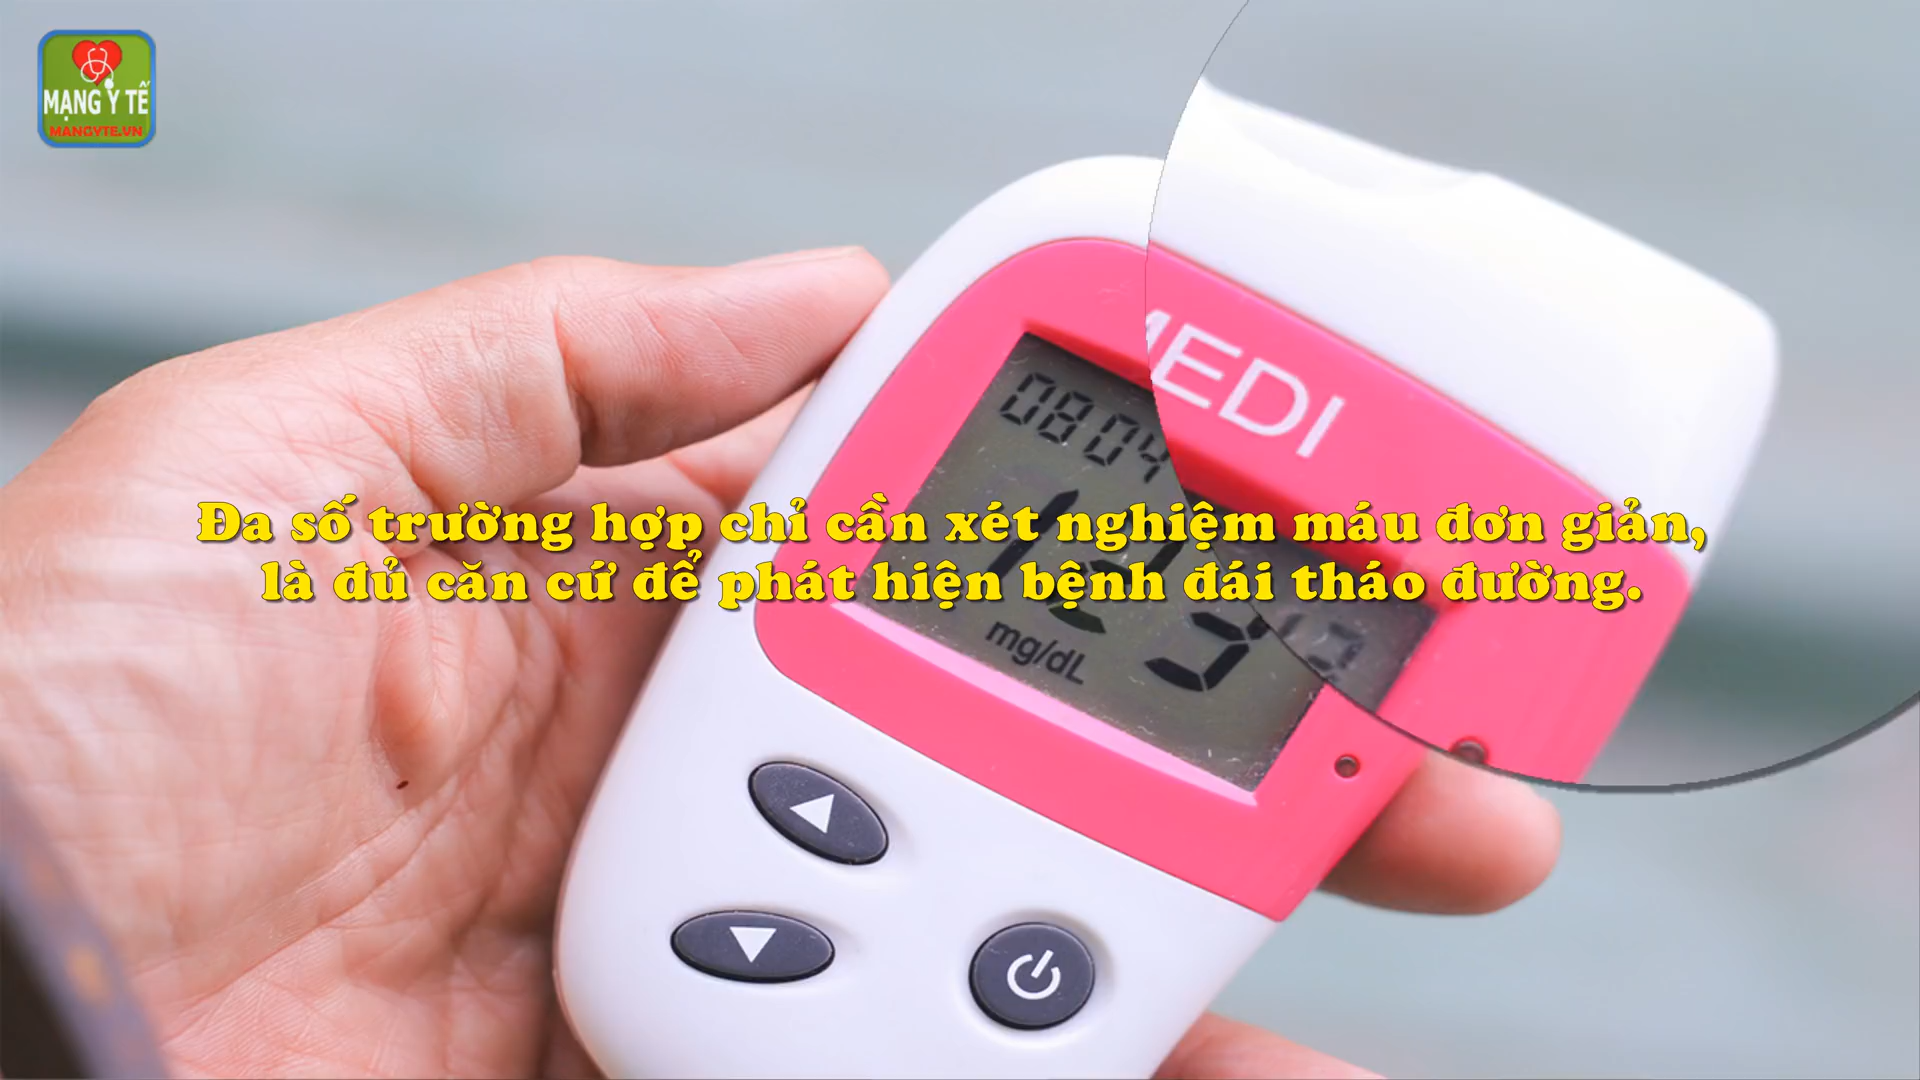 MẠNG Y TẾ
MANGYTE.VN
EDI
0804
Đa số trường hợp chỉ cần xét nghiệm máu đơn giản,
là đủ căn cứ để phát hiện bệnh đái tháo đường.
123
mg/dL